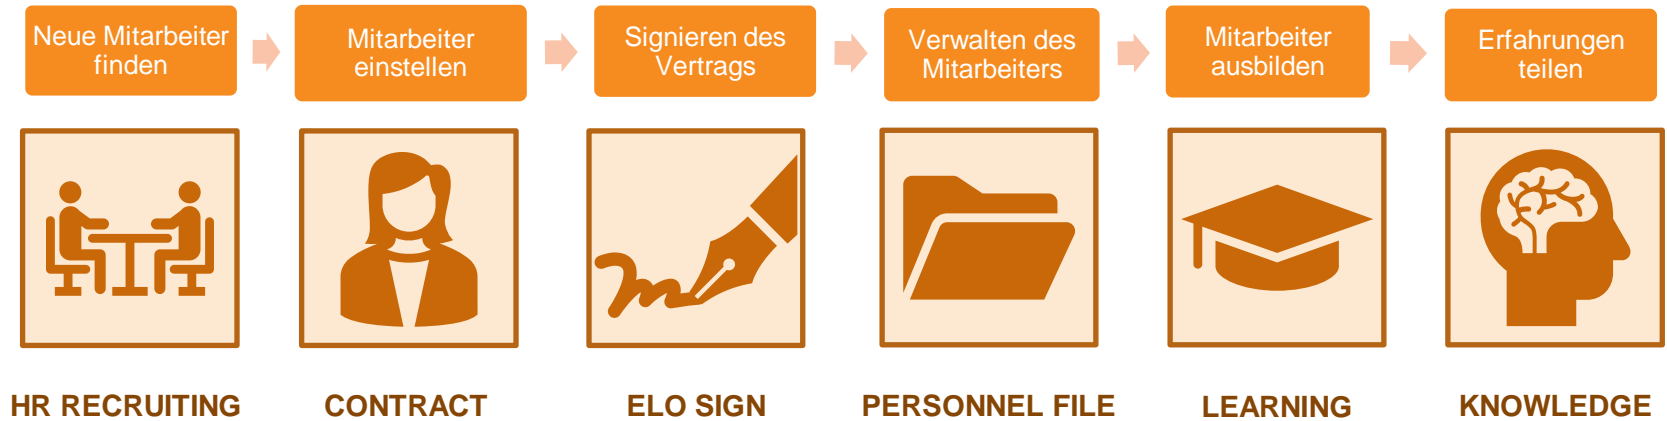 Neue Mitarbeiter
finden
Mitarbeiter
einstellen
Signieren des
Vertrags
Verwalten des
Mitarbeiters
Mitarbeiter
ausbilden
Erfahrungen
teilen
HR RECRUITING
CONTRACT
ELO SIGN
PERSONNEL FILE
LEARNING
KNOWLEDGE